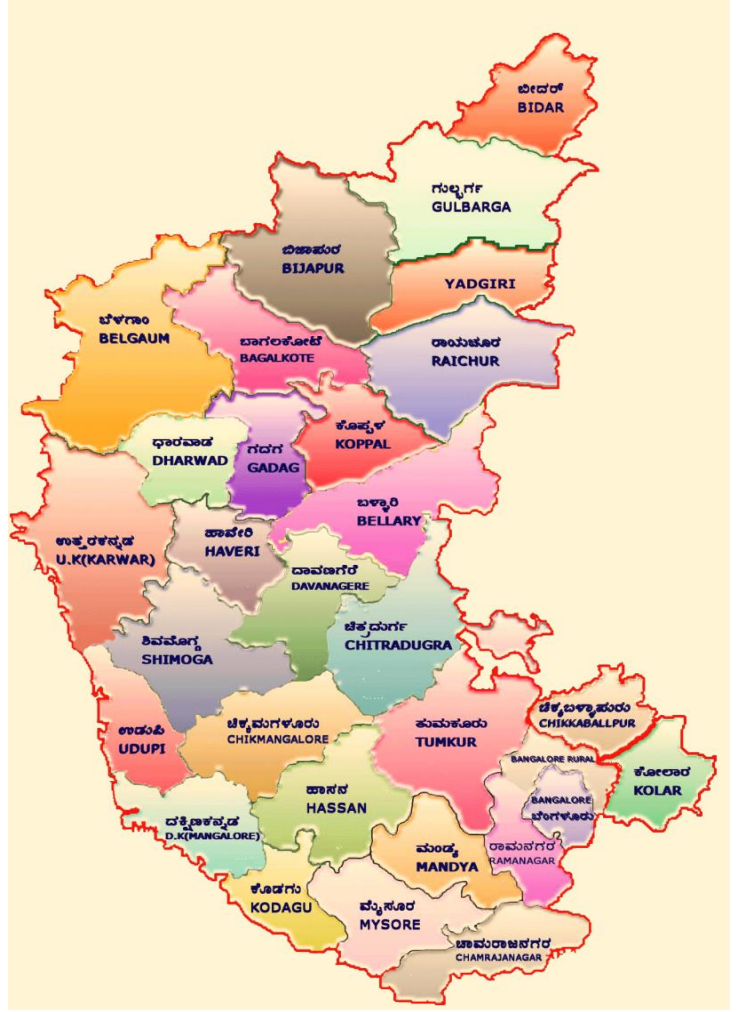 ಬೀದರ್
BIDAR
ಗುಲ್ಬರ್ಗ
GULBARGA
ಬಿಜಾಪುರ
BIJAPUR
YADGIRI
ಬೆಳಗಾಂ
BELGAUM
ಬಾಗಲಕೋಟೆ
BAGALKOTE
ರಾಯಚೂರ
RAICHUR
ಧಾರವಾಡ
DHARWAD
ಗದಗ
GADAG
ಕೊಪ್ಪಳ
KOPPAL
ಬಳ್ಳಾರಿ
BELLARY
ಉತ್ತರಕನ್ನಡ
U.K(KARWAR)
ಹಾವೇರಿ
HAVERI
ದಾವಣಗೆರೆ
DAVANAGERE
ಶಿವಮೊಗ್ಗ
SHIMOGA
ಚಿತ್ರದುರ್ಗ
CHITRADUGRA
ಉಡುಪಿ
UDUPI
ಚಿಕ್ಕಮಗಳೂರು
CHIKMANGALORE
ತುಮಕೂರು
TUMKUR
ಚಿಕ್ಕಬಳ್ಳಾಪುರು
CHIKKABALLPUR
BANGALORE RURAL
ಕೋಲಾರ
KOLAR
ಹಾಸನ
HASSAN
BANGALORE
ಬೆಂಗಳೂರು
ದಕ್ಷಿಣಕನ್ನಡ
D.K(MANGALORE)
ಮಂಡ್ಯ
MANDYA
ರಾಮನಗರ
RAMANAGAR
ಕೊಡಗು
KODAGU
ಮೈಸೂರ
MYSORE
ಚಾಮರಾಜನಗರ
CHAMRAJANAGAR